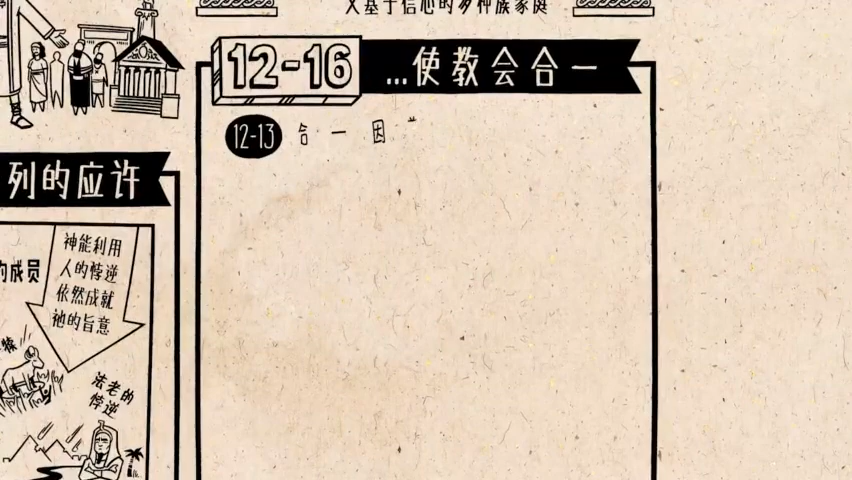 基于信心的多种族家庭
12-16 ...使教会合一
12-13 合一因
列的应许
神能利用
人的悖逆
依然成就
祂的旨意
的成员
法老的
悖逆